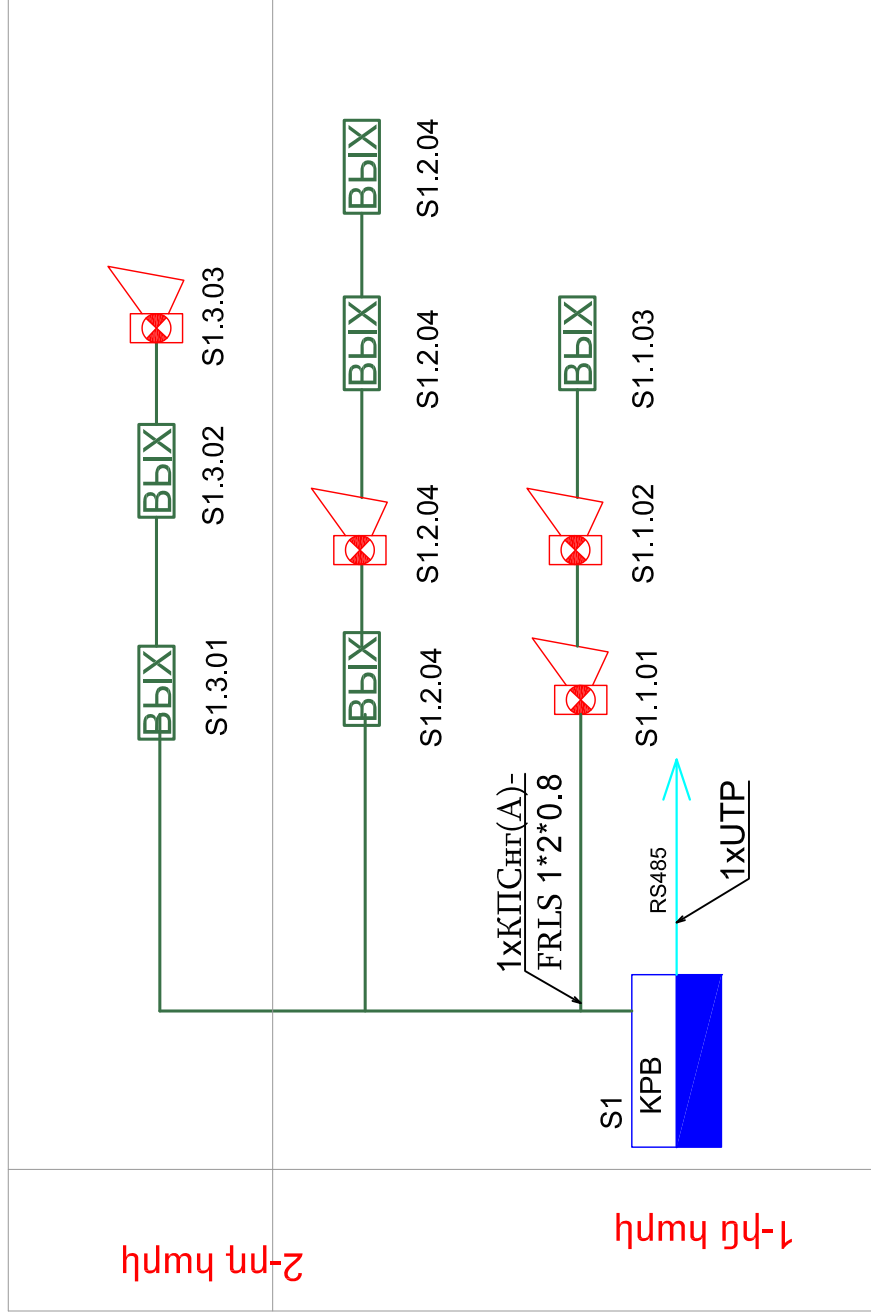 2-րդ հարկ
ВЫХ
ВЫХ
S1.3.01
S1.3.02
S1.3.03
ВЫХ
ВЫХ
ВЫХ
S1.2.04
S1.2.04
S1.2.04
S1.2.04
1-ին հարկ
1xКПСнг(А)-
FRLS 1*2*0.8
ВЫХ
S1.1.01
S1.1.02
S1.1.03
S1
KPB
RS485
1xUTP